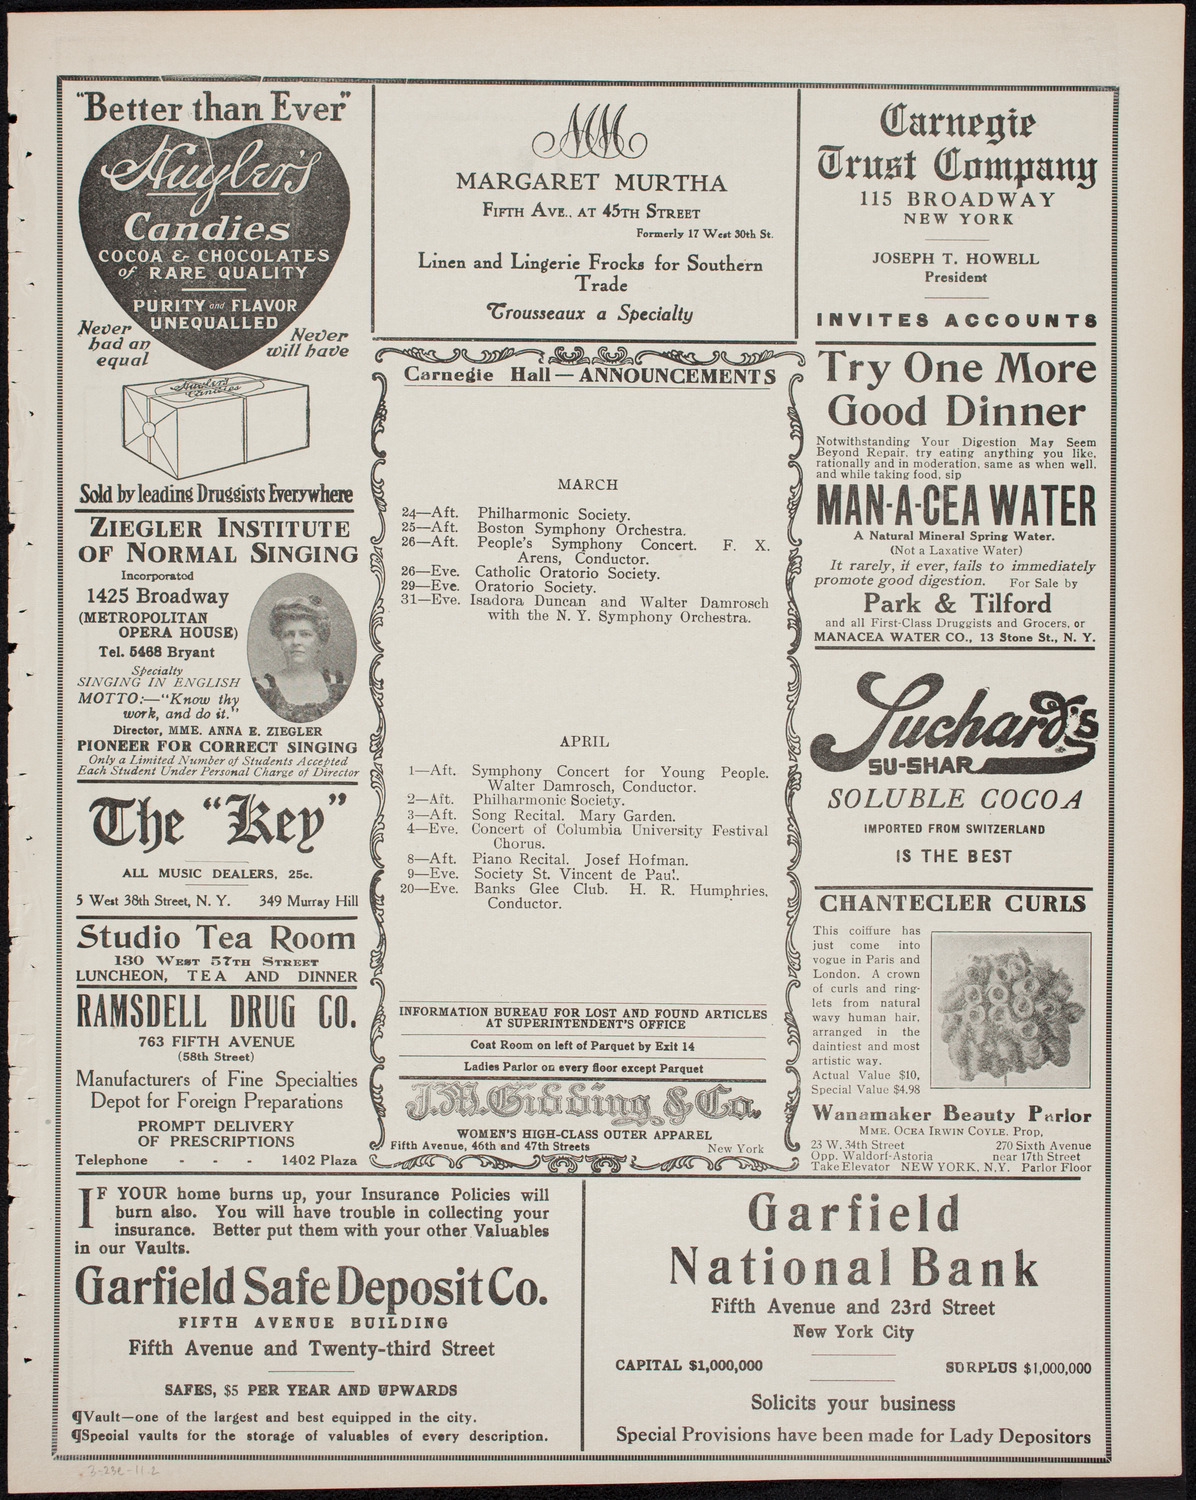 "Better than Ever"
Huyler's
Candies
COCOA & CHOCOLATES
of RARE QUALITY
PURITY and FLAVOR
UNEQUALLED
Never
had an
equal
Never
will have
Huyler's
Candies
Sold by leading Druggists Everywhere
ZIEGLER INSTITUTE
OF NORMAL SINGING
Incorporated
1425 Broadway
(METROPOLITAN
OPERA HOUSE)
Tel. 5468 Bryant
Specialty
SINGING IN ENGLISH
MOTTO:—"Know thy
work, and do it."
Director, MME. ANNA E. ZIEGLER
PIONEER FOR CORRECT SINGING
Only a Limited Number of Students Accepted
Each Student Under Personal Charge of Director
The "Key"
ALL MUSIC DEALERS, 25c.
5 West 38th Street, N. Y. 349 Murray Hill
Studio Tea Room
130 WEST 57TH STREET
LUNCHEON, TEA AND DINNER
RAMSDELL DRUG CO.
763 FIFTH AVENUE
(58th Street)
Manufacturers of Fine Specialties
Depot for Foreign Preparations
PROMPT DELIVERY
OF PRESCRIPTIONS
Telephone - - - 1402 Plaza
MM
MARGARET MURTHA
FIFTH AVE., AT 45TH STREET
Formerly 17 West 30th St.
Linen and Lingerie Frocks for Southern
Trade
Trousseaux a Specialty
Carnegie Hall—ANNOUNCEMENTS
MARCH
24—Aft. Philharmonic Society.
25—Aft. Boston Symphony Orchestra.
26—Aft. People's Symphony Concert. F. X.
Arens, Conductor.
26—Eve. Catholic Oratorio Society.
29—Eve. Oratorio Society.
31—Eve. Isadora Duncan and Walter Damrosch
with the N. Y. Symphony Orchestra.
APRIL
1—Aft. Symphony Concert for Young People.
Walter Damrosch, Conductor.
2—Aft. Philharmonic Society.
3—Aft. Song Recital. Mary Garden.
4—Eve. Concert of Columbia University Festival
Chorus.
8—Aft. Piano Recital. Josef Hofman.
9—Eve. Society St. Vincent de Paul.
20—Eve. Banks Glee Club. H. R. Humphries,
Conductor.
INFORMATION BUREAU FOR LOST AND FOUND ARTICLES
AT SUPERINTENDENT'S OFFICE
Coat Room on left of Parquet by Exit 14
Ladies Parlor on every floor except Parquet
J.M.Gidding & Co.
WOMEN'S HIGH-CLASS OUTER APPAREL
Fifth Avenue, 46th and 47th Streets New York
Carnegie
Trust Company
115 BROADWAY
NEW YORK
JOSEPH T. HOWELL
President
INVITES ACCOUNTS
Try One More
Good Dinner
Notwithstanding Your Digestion May Seem
Beyond Repair, try eating anything you like,
rationally and in moderation, same as when well,
and while taking food, sip
MAN-A-CEA WATER
A Natural Mineral Spring Water.
(Not a Laxative Water)
It rarely, if ever, fails to immediately
promote good digestion. For Sale by
Park & Tilford
and all First-Class Druggists and Grocers, or
MANACEA WATER CO., 13 Stone St., N. Y.
Suchard's
SU-SHAR
SOLUBLE COCOA
IMPORTED FROM SWITZERLAND
IS THE BEST
CHANTECLER CURLS
This coiffure has
just come into
vogue in Paris and
London. A crown
of curls and ring-
lets from natural
wavy human hair,
arranged in the
daintiest and most
artistic way.
Actual Value $10,
Special Value $4.98
Wanamaker Beauty Parlor
MME. OCEA IRWIN COYLE, Prop,
23 W. 34th Street 270 Sixth Avenue
Opp. Waldorf-Astoria near 17th Street
Take Elevator NEW YORK, N.Y. Parlor Floor
IF YOUR home burns up, your Insurance Policies will
burn also. You will have trouble in collecting your
insurance. Better put them with your other Valuables
in our Vaults.
Garfield Safe Deposit Co.
FIFTH AVENUE BUILDING
Fifth Avenue and Twenty-third Street
SAFES, $5 PER YEAR AND UPWARDS
¶Vault—one of the largest and best equipped in the city.
¶Special vaults for the storage of valuables of every description.
Garfield
National Bank
Fifth Avenue and 23rd Street
New York City
CAPITAL $1,000,000 SURPLUS $1,000,000
Solicits your business
Special Provisions have been made for Lady Depositors
3-23e-11.2